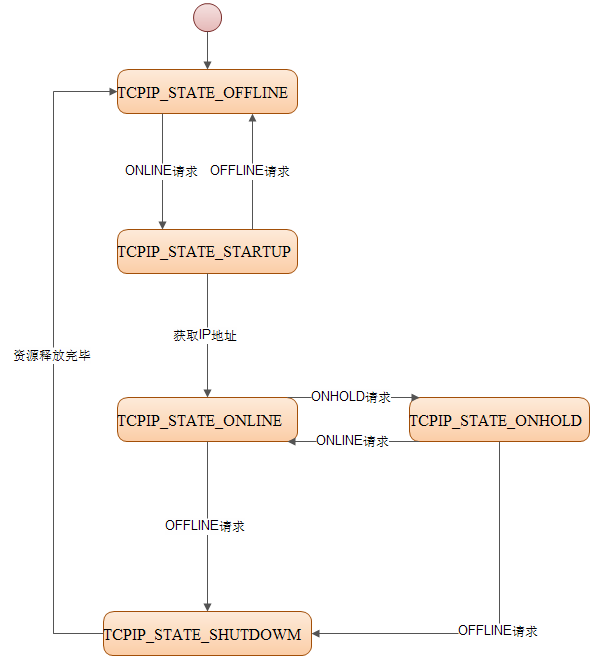 TCPIP_STATE_OFFLINE
ONLINE请求
OFFLINE请求
TCPIP_STATE_STARTUP
获取IP地址
资源释放完毕
TCPIP_STATE_ONLINE
ONHOLD请求
ONLINE请求
TCPIP_STATE_ONHOLD
OFFLINE请求
TCPIP_STATE_SHUTDOWM
OFFLINE请求